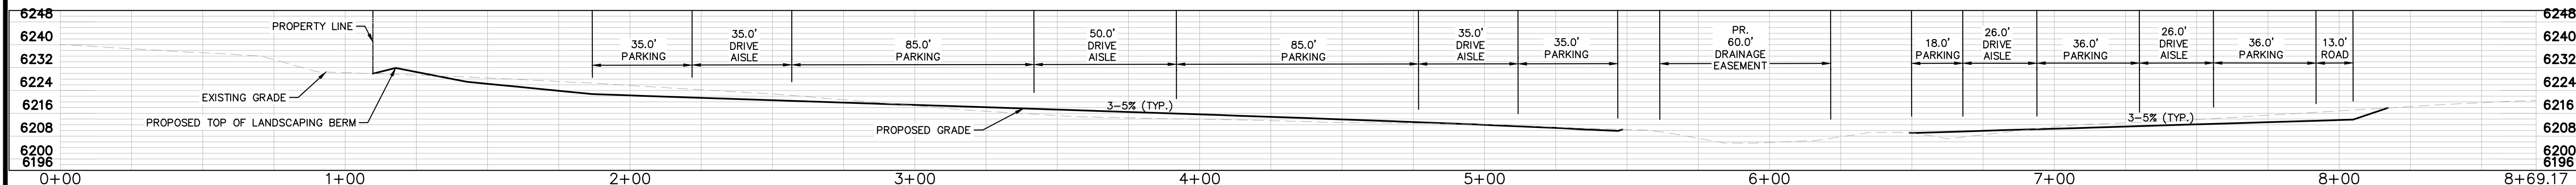 6248
6240
6232
6224
6216
6208
6200
6196
PROPERTY LINE
EXISTING GRADE
PROPOSED TOP OF LANDSCAPING BERM
35.0'
PARKING
35.0'
DRIVE
AISLE
85.0'
PARKING
50.0'
DRIVE
AISLE
85.0'
PARKING
35.0'
DRIVE
AISLE
35.0'
PARKING
PR.
60.0'
DRAINAGE
EASEMENT
18.0'
PARKING
26.0'
DRIVE
AISLE
36.0'
PARKING
26.0'
DRIVE
AISLE
36.0'
PARKING
13.0'
ROAD
3-5% (TYP.)
PROPOSED GRADE
3-5% (TYP.)
6248
6240
6232
6224
6216
6208
6200
6196
0+00
1+00
2+00
3+00
4+00
5+00
6+00
7+00
8+00
8+69.17